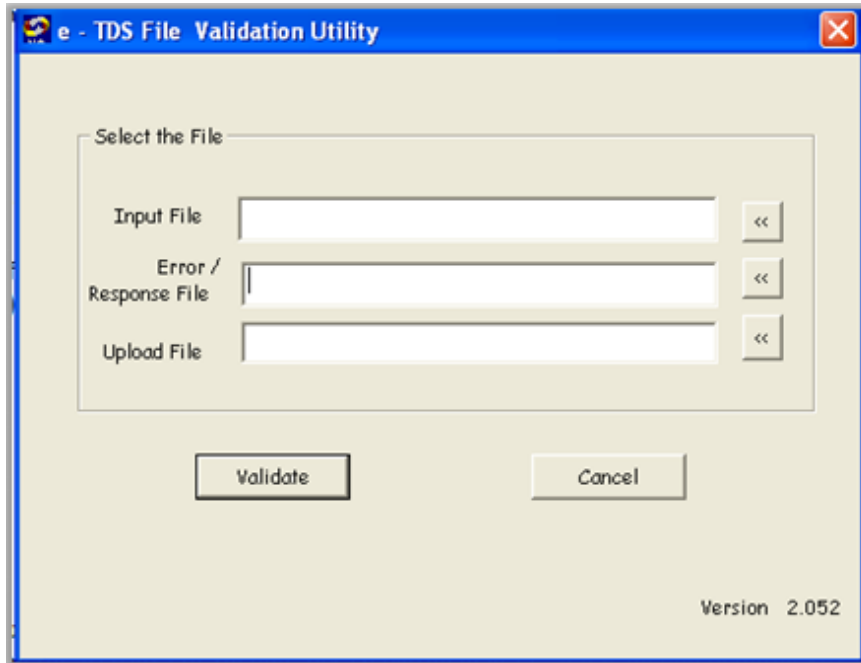 e - TDS File Validation Utility
Select the File
Input File
<<
Error /
Response File
<<
Upload File
<<
Validate
Cancel
Version 2.052